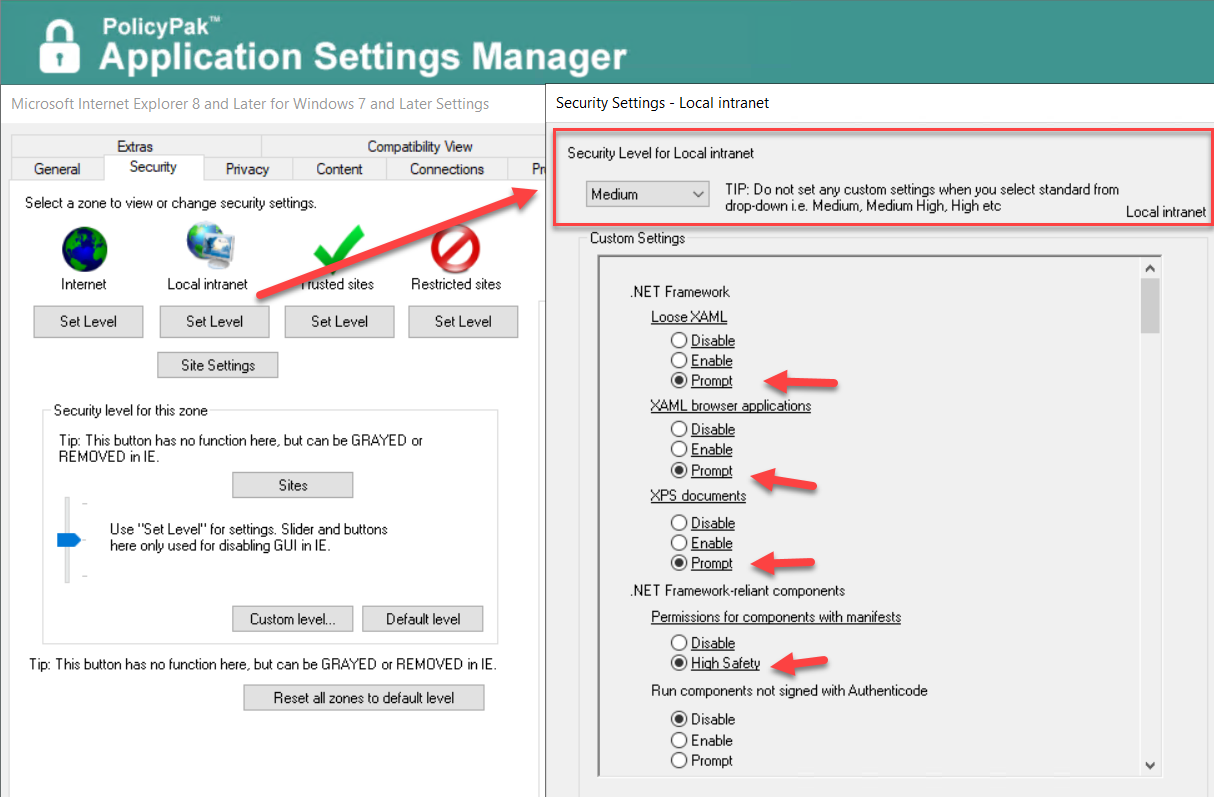 PolicyPak™
Application Settings Manager
Microsoft Internet Explorer 8 and Later for Windows 7 and Later Settings
Extras
Compatibility View
General
Security
Privacy
Content
Connections
Pr
Select a zone to view or change security settings.
Internet
Local intranet
Trusted sites
Restricted sites
Set Level
Set Level
Set Level
Set Level
Site Settings
Security level for this zone
Tip: This button has no function here, but can be GRAYED or
REMOVED in IE.
Sites
Use "Set Level" for settings. Slider and buttons
here only used for disabling GUI in IE.
Custom level...
Default level
Tip: This button has no function here, but can be GRAYED or REMOVED in IE.
Reset all zones to default level
Security Settings - Local intranet
Security Level for Local intranet
Medium
TIP: Do not set any custom settings when you select standard from
drop-down i.e. Medium, Medium High, High etc
Local intranet
Custom Settings
.NET Framework
Loose XAML
Disable
Enable
Prompt
XAML browser applications
Disable
Enable
Prompt
XPS documents
Disable
Enable
Prompt
.NET Framework-reliant components
Permissions for components with manifests
Disable
High Safety
Run components not signed with Authenticode
Disable
Enable
Prompt